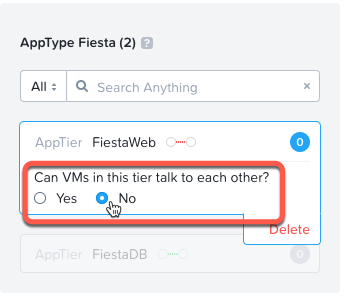 AppType Fiesta (2) ?
All Search Anything ×
AppTier FiestaWeb 0
Can VMs in this tier talk to each other?
Yes No
Delete
AppTier FiestaDB 0